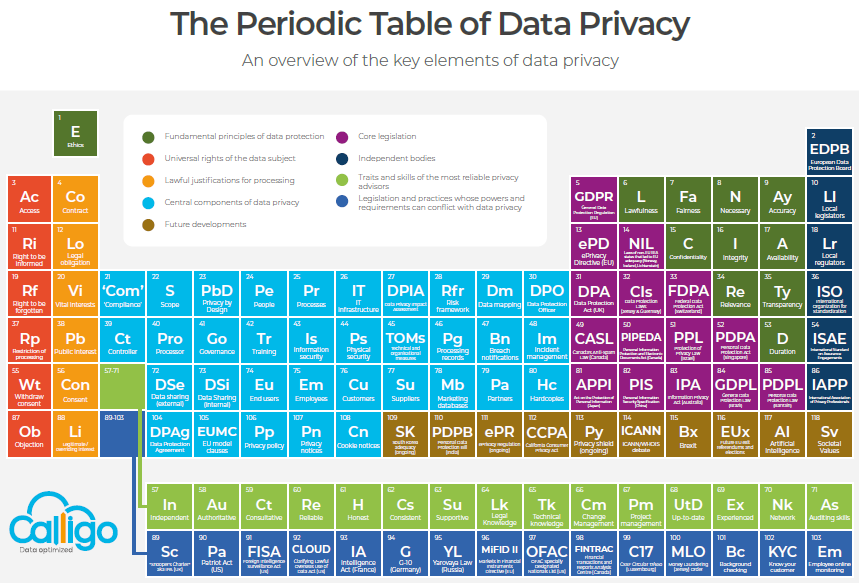 The Periodic Table of Data Privacy
An overview of the key elements of data privacy
1
E
Ethics
Fundamental principles of data protection
Universal rights of the data subject
Lawful justifications for processing
Central components of data privacy
Future developments
Core legislation
Independent bodies
Traits and skills of the most reliable privacy
advisors
Legislation and practices whose powers and
requirements can conflict with data privacy
2
EDPB
European Data
Protection Board
3
Ac
Access
4
Co
Contract
5
GDPR
General Data
Protection Regulation
(EU)
6
L
Lawfulness
7
Fa
Fairness
8
N
Necessary
9
Ay
Accuracy
10
LI
Local
legislators
11
Ri
Right to be
Informed
12
Lo
Legal
obligation
13
ePD
ePrivacy
Directive (EU)
14
NIL
15
C
Confidentiality
16
I
Integrity
17
A
Availability
18
Lr
Local
regulators
19
Rf
Right to be
forgotten
20
Vi
Vital Interests
21
'Com'
'Compliance'
22
S
Scope
23
PbD
Privacy by
Design
24
Pe
People
25
Pr
Processes
26
IT
IT
Infrastructure
27
DPIA
Data privacy impact
assessment
28
Rfr
Risk
framework
29
Dm
Data mapping
30
DPO
Data Protection
Officer
31
DPA
Data Protection
Act (UK)
32
CIs
Data Protection
Laws
(Jersey & Guernsey)
33
FDPA
Federal Data
Protection Act
(Switzerland)
34
Re
Relevance
35
Ty
Transparency
36
ISO
International
organization for
standardization
37
Rp
Restriction of
processing
38
Pb
Public interest
39
Ct
Controller
40
Pro
Processor
41
Go
Governance
42
Tr
Training
43
Is
Information
security
44
Ps
Physical
security
45
TOMs
Technical and
organisational
measures
46
Pg
Processing
records
47
Bn
Breach
notifications
48
Im
Incident
management
49
CASL
Canadian Anti-spam
Law (Canada)
50
PIPEDA
Personal Information
Protection and Electronic
Documents Act (Canada)
51
PPL
Protection of
Privacy Law (Israel)
52
PDPA
Personal Data
Protection Act
(Singapore)
53
D
Duration
54
ISAE
International Standard
on Assurance
Engagements
55
Wt
Withdraw
consent
56
Con
Consent
57-71
72
DSe
Data sharing
(external)
73
DSi
Data Sharing
(Internal)
74
Eu
End users
75
Em
Employees
76
Cu
Customers
77
Su
Suppliers
78
Mb
Marketing
databases
79
Pa
Partners
80
Hc
Hardcopies
81
APPI
Act on the Protection of
Personal Information
(Japan)
82
PIS
Personal Information
Security Specification
(China)
83
IPA
Information Privacy
Act (Australia)
84
GDPL
General Data
Protection Law
(Brazil)
85
PDPL
Personal Data
Protection Law
86
IAPP
International Association
of Privacy Professionals
87
Ob
Objection
88
Li
Legitimate /
operating interest
89-103
104
DPAg
Data Protection
Agreement
105
EUMC
EU model
clauses
106
Pp
Privacy policy
107
Pn
Privacy
notices
108
Cn
Cookie notices
109
SK
South Korea
adequacy
(ongoing)
110
PDPB
Personal Data
Protection Bill
(India)
111
ePR
ePrivacy regulation
(ongoing)
112
CCPA
California Consumer
Privacy Act
113
Py
Privacy shield
(ongoing)
114
ICANN
ICANN/WHOIS
debate
115
Bx
Brexit
116
EUx
Future EU exit
referendums and
elections
117
AI
Artificial
Intelligence
118
Sv
Societal
Values
57
In
Independent
58
Au
Authoritative
59
Ct
Consultative
60
Re
Reliable
61
H
Honest
62
Cs
Consistent
63
Su
Supportive
64
Lk
Legal
Knowledge
65
Tk
Technical
knowledge
66
Cm
Change
Management
67
Pm
Project
management
68
UtD
Up-to-date
69
Ex
Experienced
70
Nk
Network
71
As
Auditing skills
Calligo
Data optimized
89
Sc
'Snoopers Charter'
90
Pa
Patriot Act
(US)
91
FISA
Foreign Intelligence
Surveillance Act
(US)
92
CLOUD
Clarifying Lawful
Overseas Use of
Data Act (US)
93
IA
Intelligence
Act (France)
94
G
G-10
(Germany)
95
YL
Yarovaya Law
(Russia)
96
MiFID II
Markets in Financial
Instruments
Directive (EU)
97
OFAC
OFAC specially
designated
nationals List (US)
98
FINTRAC
Financial
Transactions and
Reports Analysis
Centre (Canada)
99
C17
Cssr Circular
(Luxembourg)
100
MLO
Money Laundering
(Jersey) Order
101
Bc
Background
checking
102
KYC
Know your
customer
103
Em
Employee online
monitoring